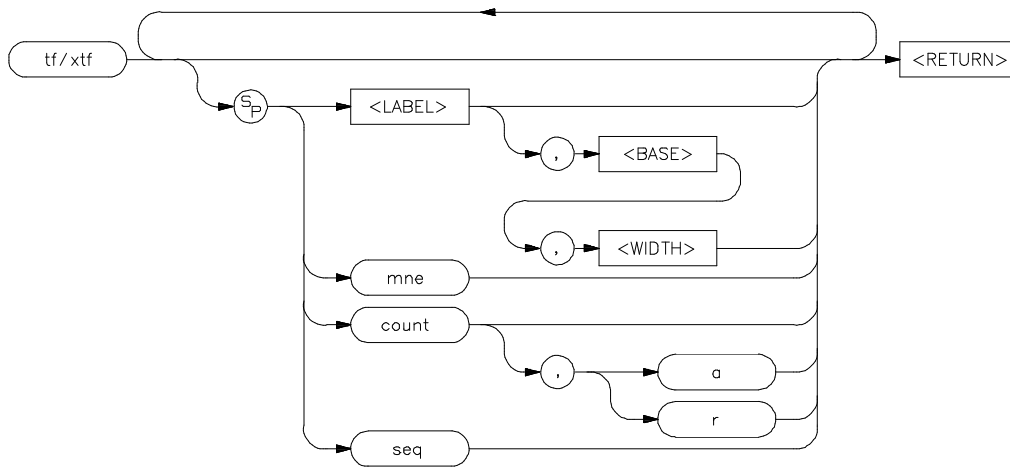 tf/xtf
<RETURN>
SP
<LABEL>
,
<BASE>
,
<WIDTH>
mne
count
,
a
r
seq